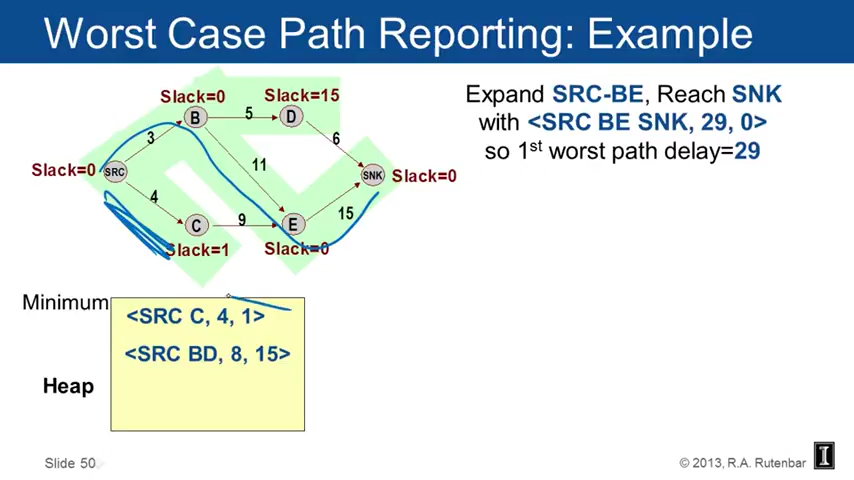 Worst Case Path Reporting: Example
Expand SRC-BE, Reach SNK
with <SRC BE SNK, 29, 0>
so 1st worst path delay=29
Slack=0
Slack=15
B
5
D
3
6
11
Slack=0
SRC
SNK
Slack=0
4
15
C
9
E
Slack=1
Slack=0
Minimum
<SRC C, 4, 1>
<SRC BD, 8, 15>
Heap
Slide 50
© 2013, R.A. Rutenbar
I